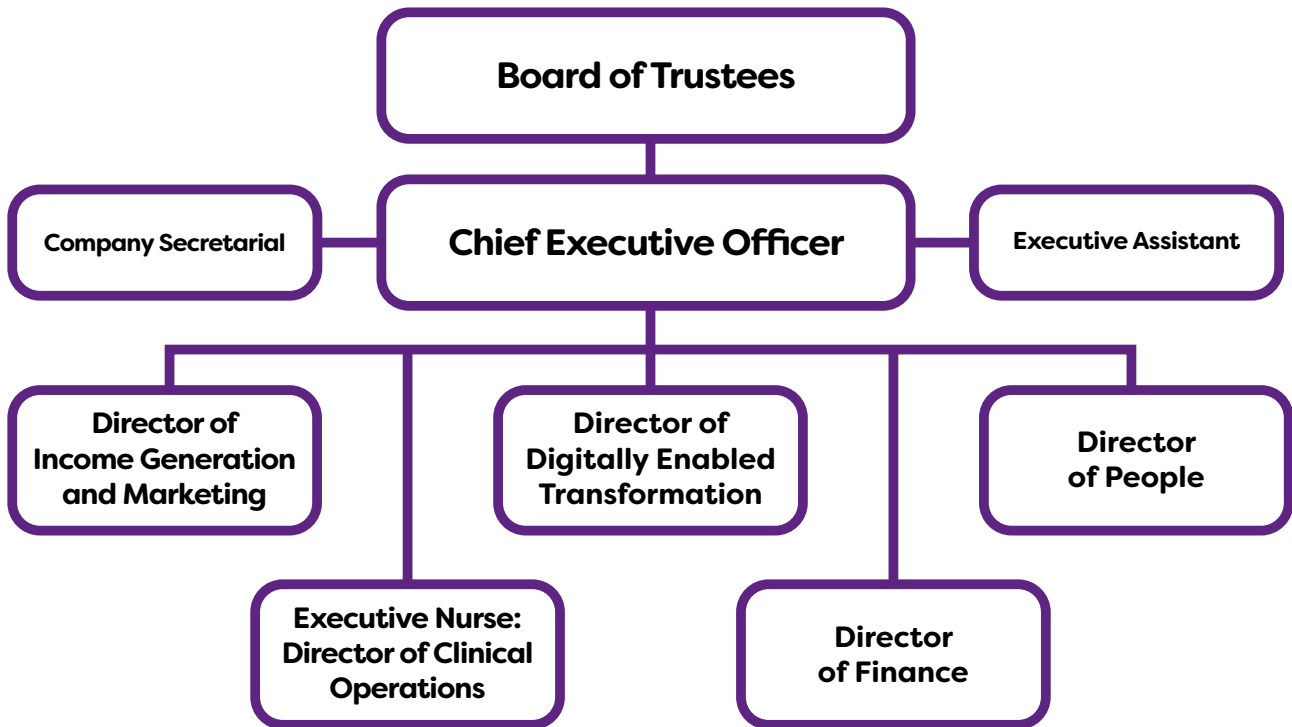 Board of Trustees
Company Secretarial
Chief Executive Officer
Executive Assistant
Director of
Income Generation
and Marketing
Director of
Digitally Enabled
Transformation
Director
of People
Executive Nurse:
Director of Clinical
Operations
Director
of Finance